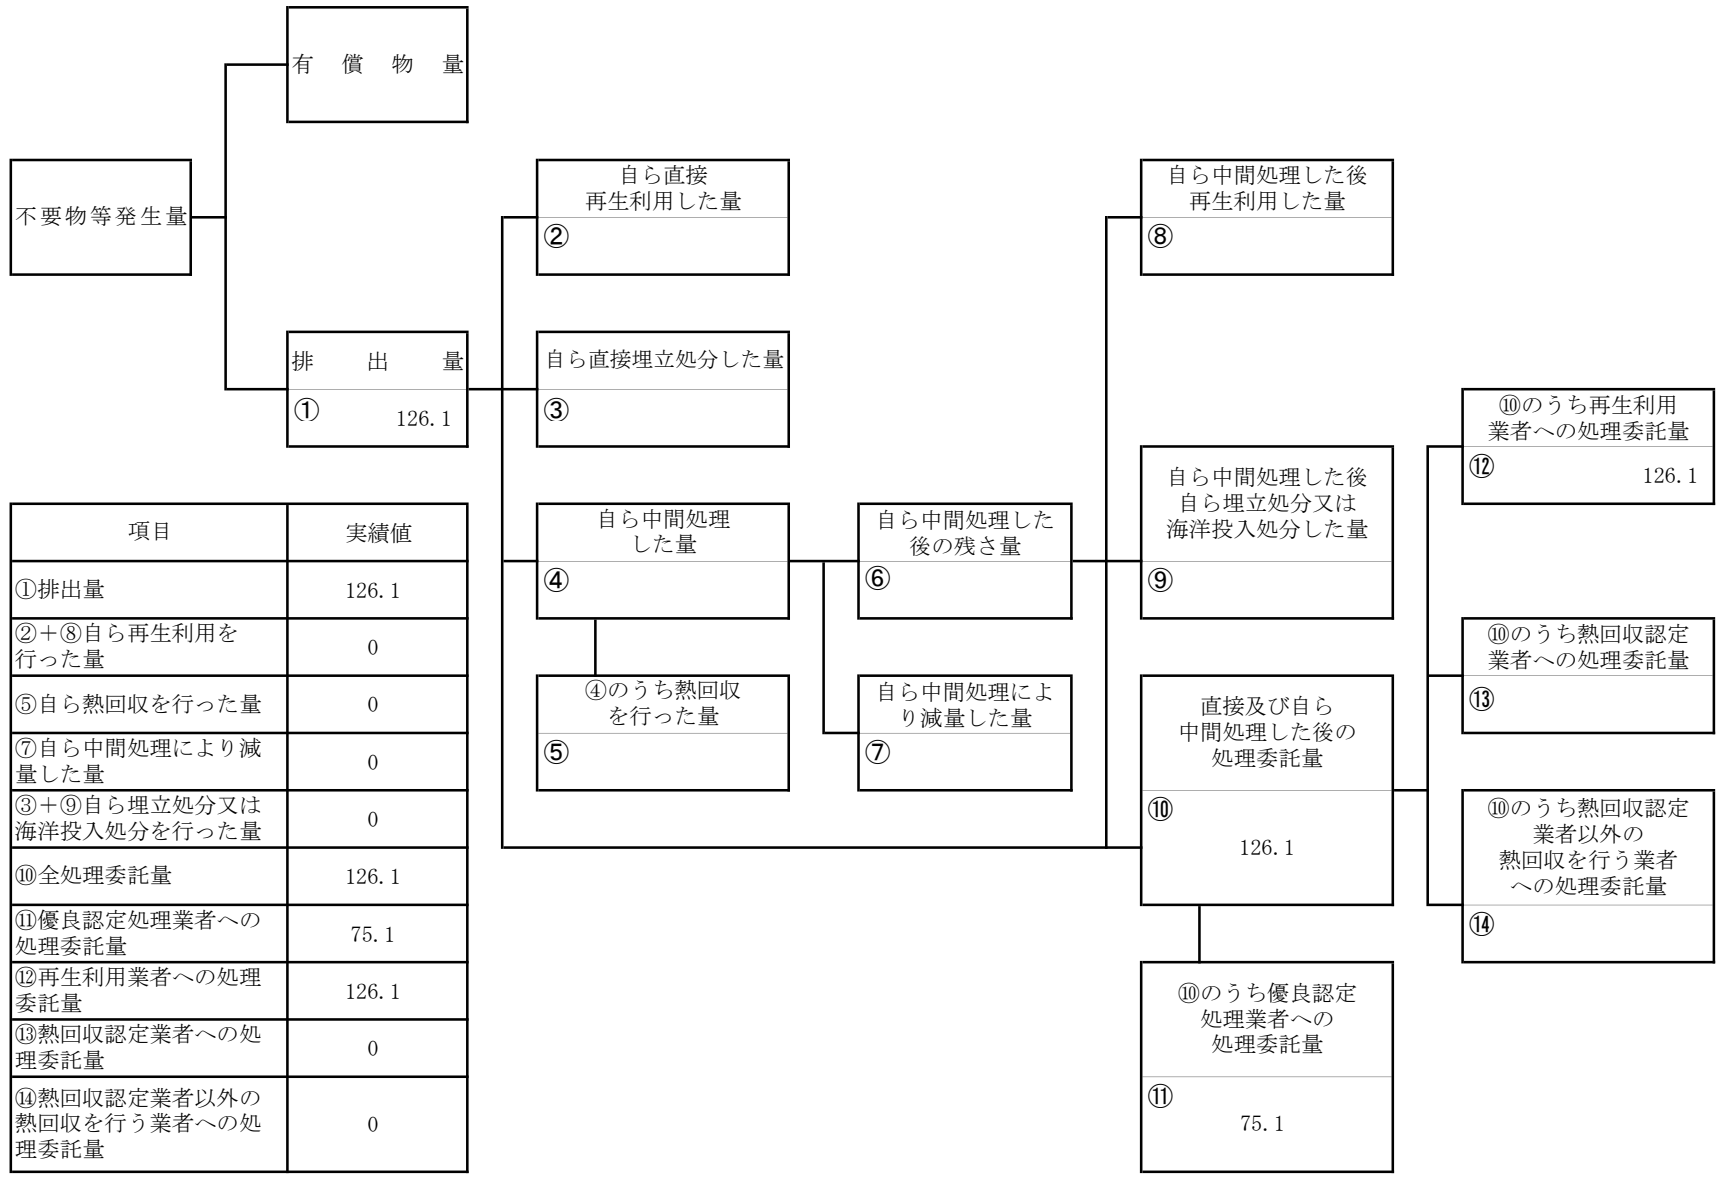 有償物量
不要物等発生量
排出量
①
126.1
自ら直接
再生利用した量
②
自ら直接埋立処分した量
③
自ら中間処理
した量
④
④のうち熱回収
を行った量
⑤
自ら中間処理した
後の残さ量
⑥
自ら中間処理によ
り減量した量
⑦
自ら中間処理した後
再生利用した量
⑧
自ら中間処理した後
自ら埋立処分又は
海洋投入処分した量
⑨
直接及び自ら
中間処理した後の
処理委託量
⑩
126.1
⑩のうち優良認定
処理業者への
処理委託量
⑪
75.1
⑩のうち再生利用
業者への処理委託量
⑫
126.1
⑩のうち熱回収認定
業者への処理委託量
⑬
⑩のうち熱回収認定
業者以外の
熱回収を行う業者
への処理委託量
⑭
項目 実績値
①排出量 126.1
②＋⑧自ら再生利用を
行った量 0
⑤自ら熱回収を行った量 0
⑦自ら中間処理により減
量した量 0
③＋⑨自ら埋立処分又は
海洋投入処分を行った量 0
⑩全処理委託量 126.1
⑪優良認定処理業者への
処理委託量 75.1
⑫再生利用業者への処理
委託量 126.1
⑬熱回収認定業者への処
理委託量 0
⑭熱回収認定業者以外の
熱回収を行う業者への処
理委託量 0